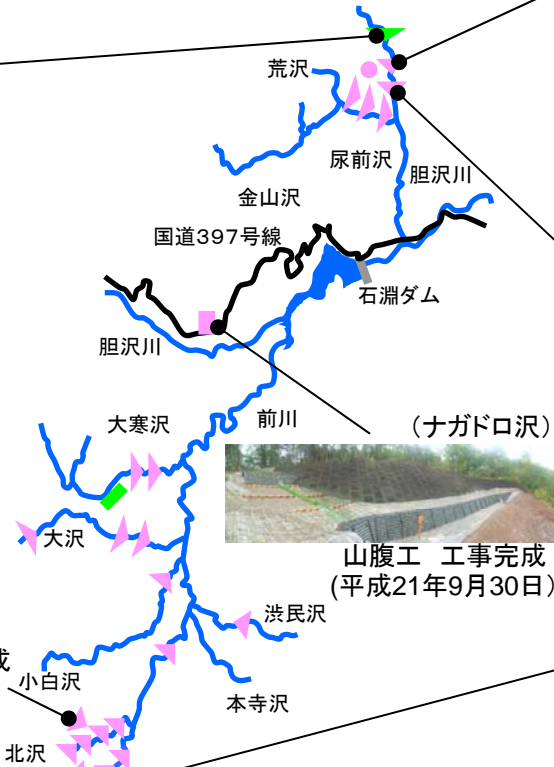 荒沢
尿前沢
胆沢川
金山沢
国道397号線
石淵ダム
胆沢川
前川
大寒沢
(ナガドロ沢)
大沢
山腹工 工事完成
(平成21年9月30日)
渋民沢
成
小白沢
本寺沢
北沢